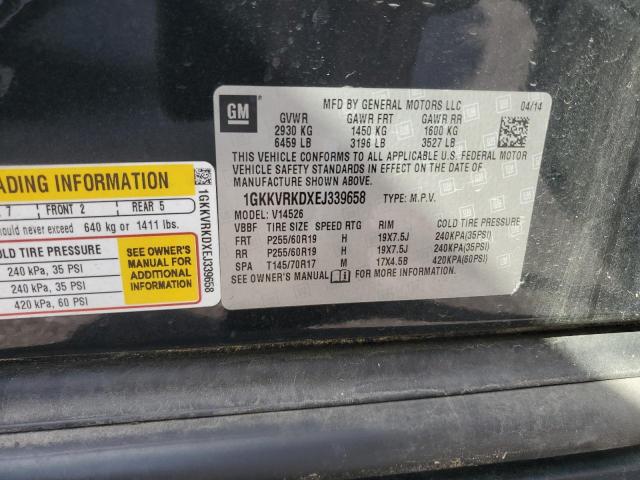 GM
MFD BY GENERAL MOTORS LLC 04/14
GVWR GAWR FRT GAWR RR
2930 KG 1450 KG 1600 KG
6459 LB 3196 LB 3527 LB
THIS VEHICLE CONFORMS TO ALL APPLICABLE U.S. FEDERAL MOTOR
VEHICLE SAFETY STANDARDS IN EFFECT ON THE DATE OF
MANUFACTURE SHOWN ABOVE.
1GKKVRKDXEJ339658 TYPE: M.P.V.
MODEL: V14526
VBBF TIRE SIZE SPEED RTG RIM COLD TIRE PRESSURE
FRT P255/60R19 H 19X7.5J 240KPA(35PSI)
RR P255/60R19 H 19X7.5J 240KPA(35PSI)
SPA T145/70R17 M 17X4.5B 420KPA(60PSI)
SEE OWNER'S MANUAL FOR MORE INFORMATION.
ADING INFORMATION
7 FRONT 2 REAR 5
hould never exceed 640 kg or 1411 lbs.
OLD TIRE PRESSURE
240 kPa, 35 PSI
240 kPa, 35 PSI
420 kPa, 60 PSI
SEE OWNER'S
MANUAL FOR
ADDITIONAL
INFORMATION
1GKKVRKDXEJ339658